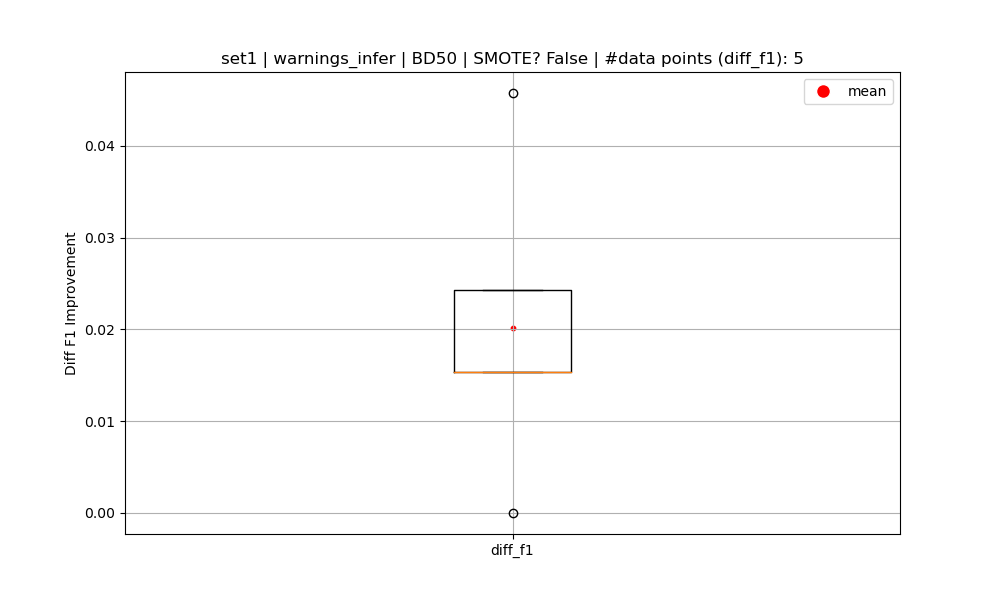 set1 | warnings_infer | BD50 | SMOTE? False | #data points (diff_f1): 5
mean
0.04
0.03
0.02
0.01
0.00
Diff F1 Improvement
diff_f1